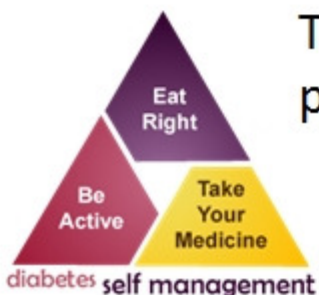 Eat
Right
Be
Active
Take
Your
Medicine
diabetes self management